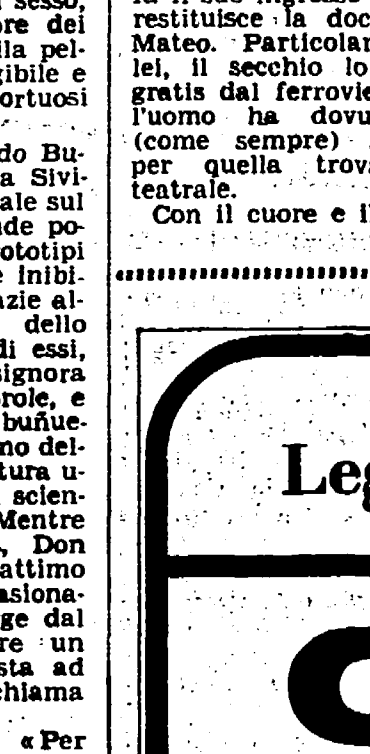 sesso,
ore dei
lla pel-
gibile e
ortuosi
do Bu-
a Sivi-
ale sul
nde po-
ototipi
e inibi-
azie al-
dello
di essi,
signora
role, e
buñue-
no del-
tura u-
scien-
Mentre
, Don
attimo
asiona-
ge dal
re un
sta ad
chiama
«Per
restituisce la doc
Mateo. Particolar
lei, il secchio lo
gratis dal ferrovie
l'uomo ha dovu
(come sempre)
per quella trova
teatrale.
Con il cuore e il
Leg